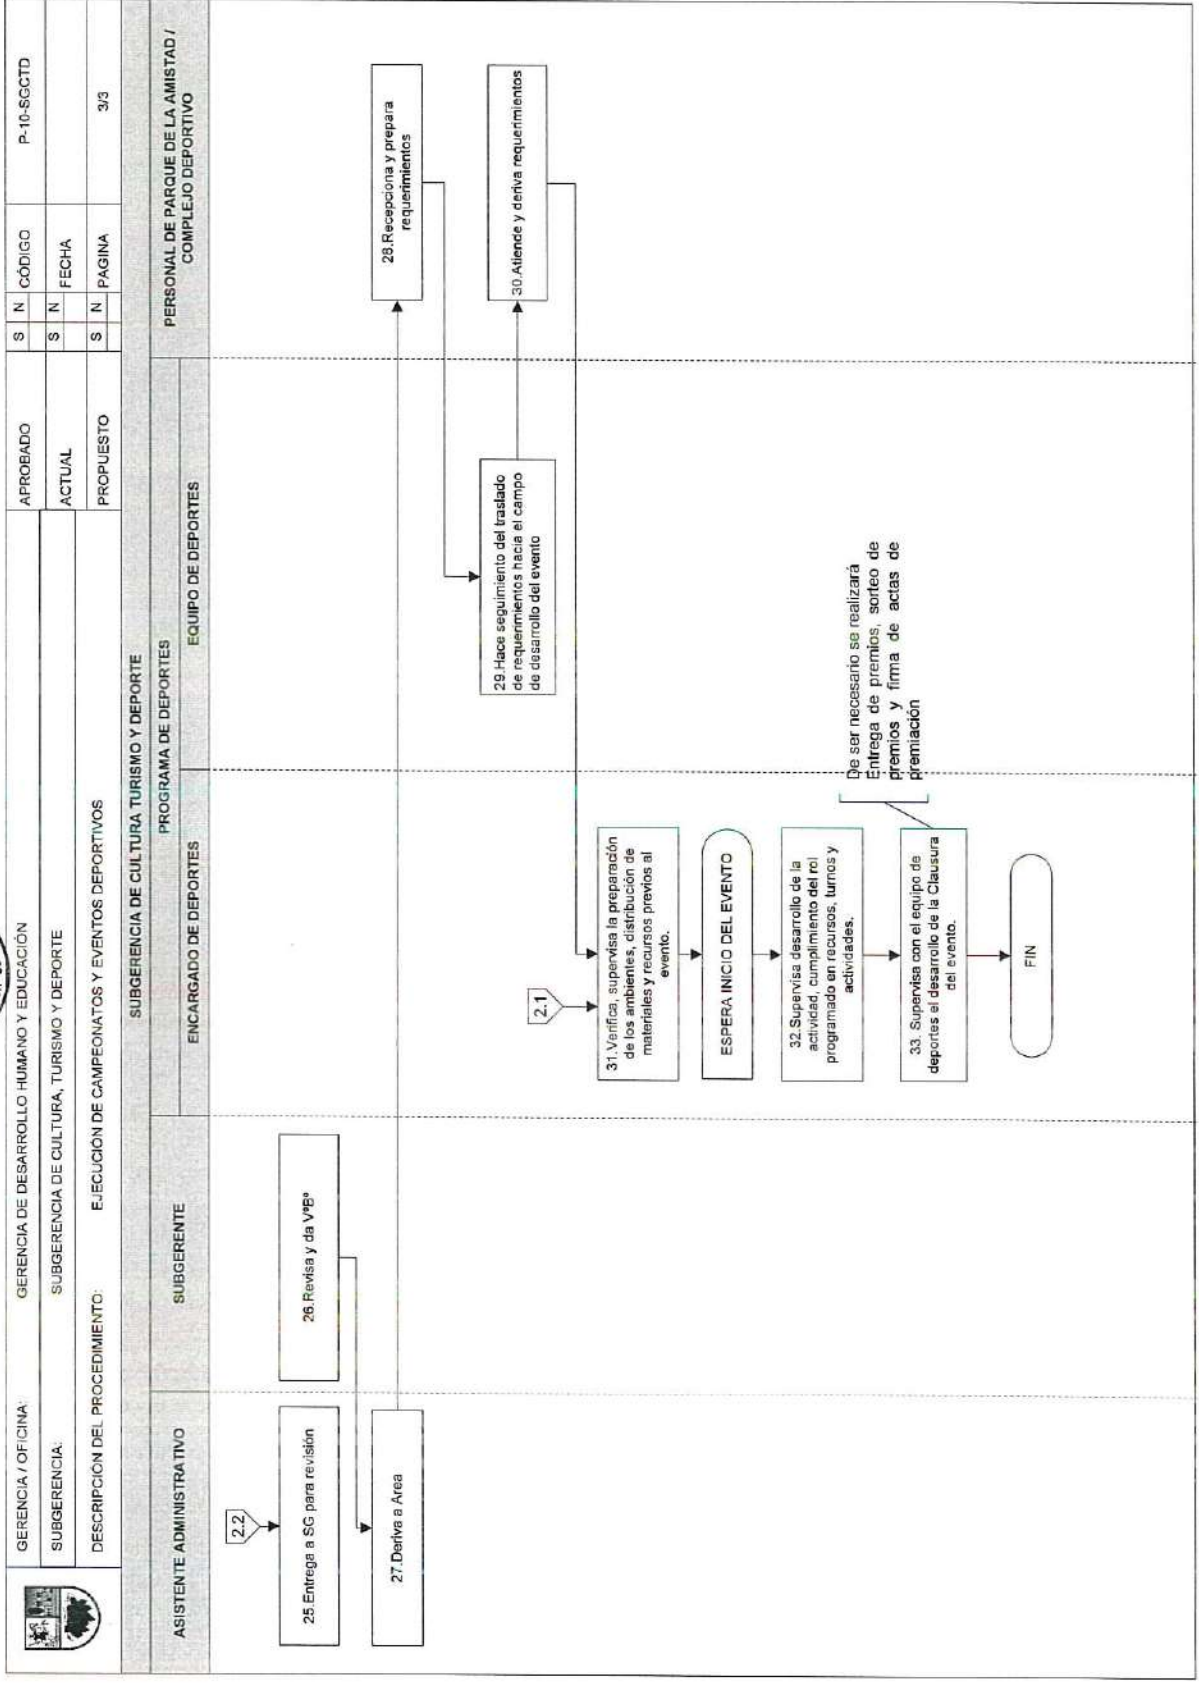 GERENCIA / OFICINA: GERENCIA DE DESARROLLO HUMANO Y EDUCACIÓN APROBADO S N CÓDIGO P-10-SGCTD
SUBGERENCIA: SUBGERENCIA DE CULTURA, TURISMO Y DEPORTE ACTUAL S N FECHA
DESCRIPCIÓN DEL PROCEDIMIENTO: EJECUCIÓN DE CAMPEONATOS Y EVENTOS DEPORTIVOS PROPUESTO S N PAGINA 3/3
SUBGERENCIA DE CULTURA TURISMO Y DEPORTE
ASISTENTE ADMINISTRATIVO
SUBGERENTE
PROGRAMA DE DEPORTES
ENCARGADO DE DEPORTES
EQUIPO DE DEPORTES
PERSONAL DE PARQUE DE LA AMISTAD /
COMPLEJO DEPORTIVO
2.2
25.Entrega a SG para revisión
26.Revisa y da VºBº
27.Deriva a Area
28.Recepciona y prepara
requerimientos
29.Hace seguimiento del traslado
de requerimientos hacia el campo
de desarrollo del evento
30.Atiende y deriva requerimientos
2.1
31.Verifica, supervisa la preparación
de los ambientes, distribución de
materiales y recursos previos al
evento.
ESPERA INICIO DEL EVENTO
32.Supervisa desarrollo de la
actividad, cumplimiento del rol
programado en recursos, turnos y
actividades.
De ser necesario se realizará
Entrega de premios, sorteo de
premios y firma de actas de
premiación
33. Supervisa con el equipo de
deportes el desarrollo de la Clausura
del evento.
FIN